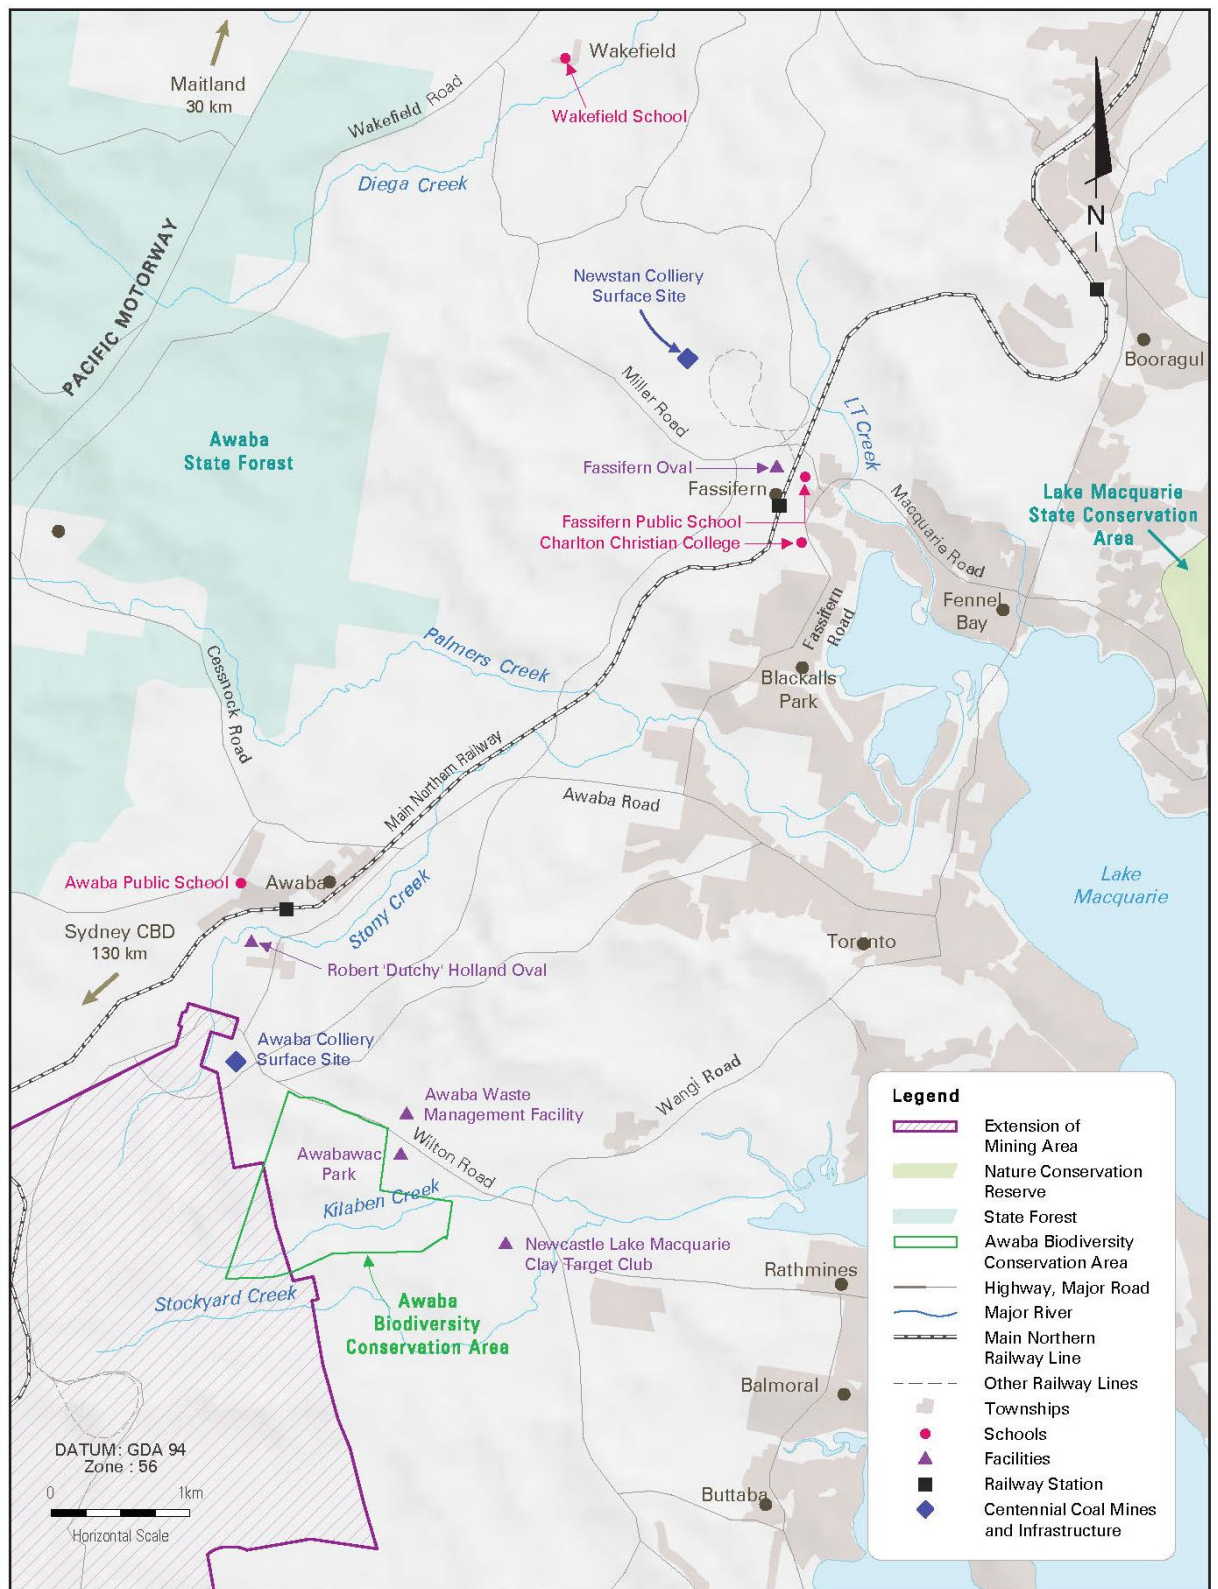 Wakefield
Maitland
30 km
Wakefield Road
Wakefield School
Diega Creek
N
PACIFIC MOTORWAY
Newstan Colliery
Surface Site
Booragul
Miller Road
LT Creek
Awaba
State Forest
Fassifern Oval
Fassifern
Macquarie Road
Lake Macquarie
State Conservation
Area
Fassifern Public School
Charlton Christian College
Fennel
Bay
Fassifern
Road
Palmers Creek
Cessnock Road
Blackalls
Park
Main Northern Railway
Awaba Road
Awaba Public School
Awaba
Lake
Macquarie
Stony Creek
Sydney CBD
130 km
Toronto
Robert 'Dutchy' Holland Oval
Awaba Colliery
Surface Site
Wangi Road
Awaba Waste
Management Facility
Wilton Road
Awabawac
Park
Kilaben Creek
Newcastle Lake Macquarie
Clay Target Club
Rathmines
Stockyard Creek
Awaba
Biodiversity
Conservation Area
Balmoral
Buttaba
DATUM: GDA 94
Zone : 56
0 1km
Horizontal Scale
Legend
Extension of
Mining Area
Nature Conservation
Reserve
State Forest
Awaba Biodiversity
Conservation Area
Highway, Major Road
Major River
Main Northern
Railway Line
Other Railway Lines
Townships
Schools
Facilities
Railway Station
Centennial Coal Mines
and Infrastructure